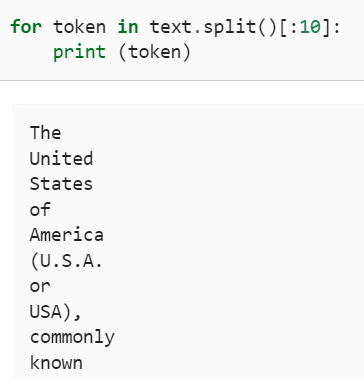 for token in text.split()[:10]:
    print (token)
The
United
States
of
America
(U.S.A.
or
USA),
commonly
known